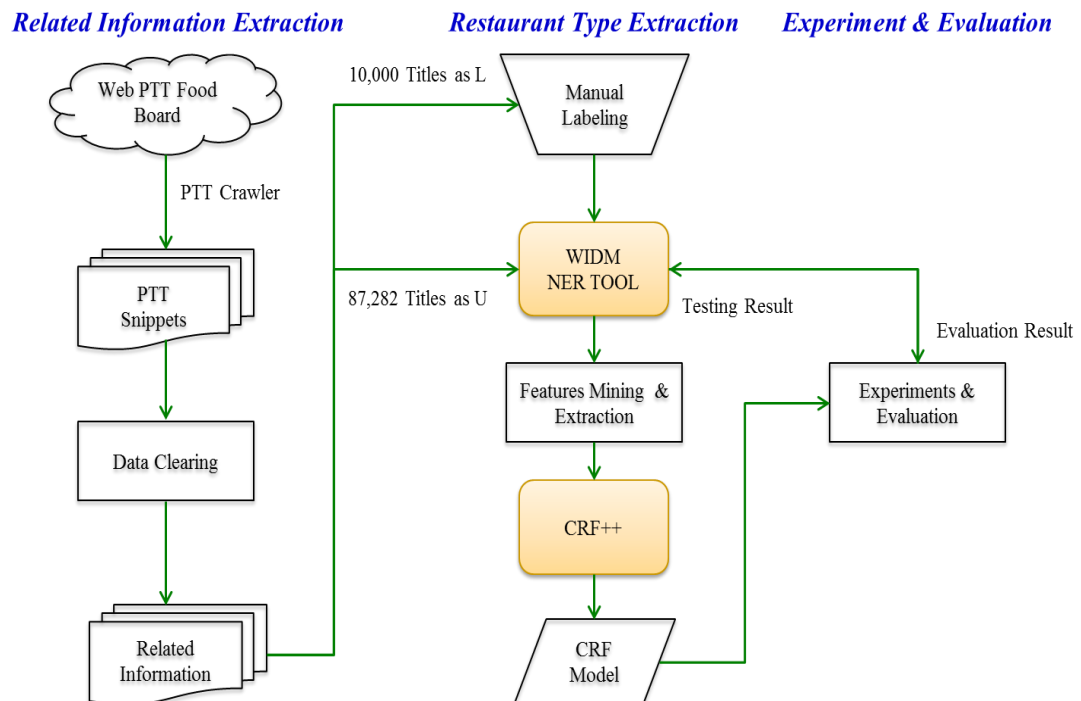 Related Information Extraction
Restaurant Type Extraction
Experiment & Evaluation
Web PTT Food
Board
PTT Crawler
PTT
Snippets
Data Clearing
Related
Information
10,000 Titles as L
87,282 Titles as U
Manual
Labeling
WIDM
NER TOOL
Features Mining &
Extraction
CRF++
CRF
Model
Testing Result
Evaluation Result
Experiments &
Evaluation